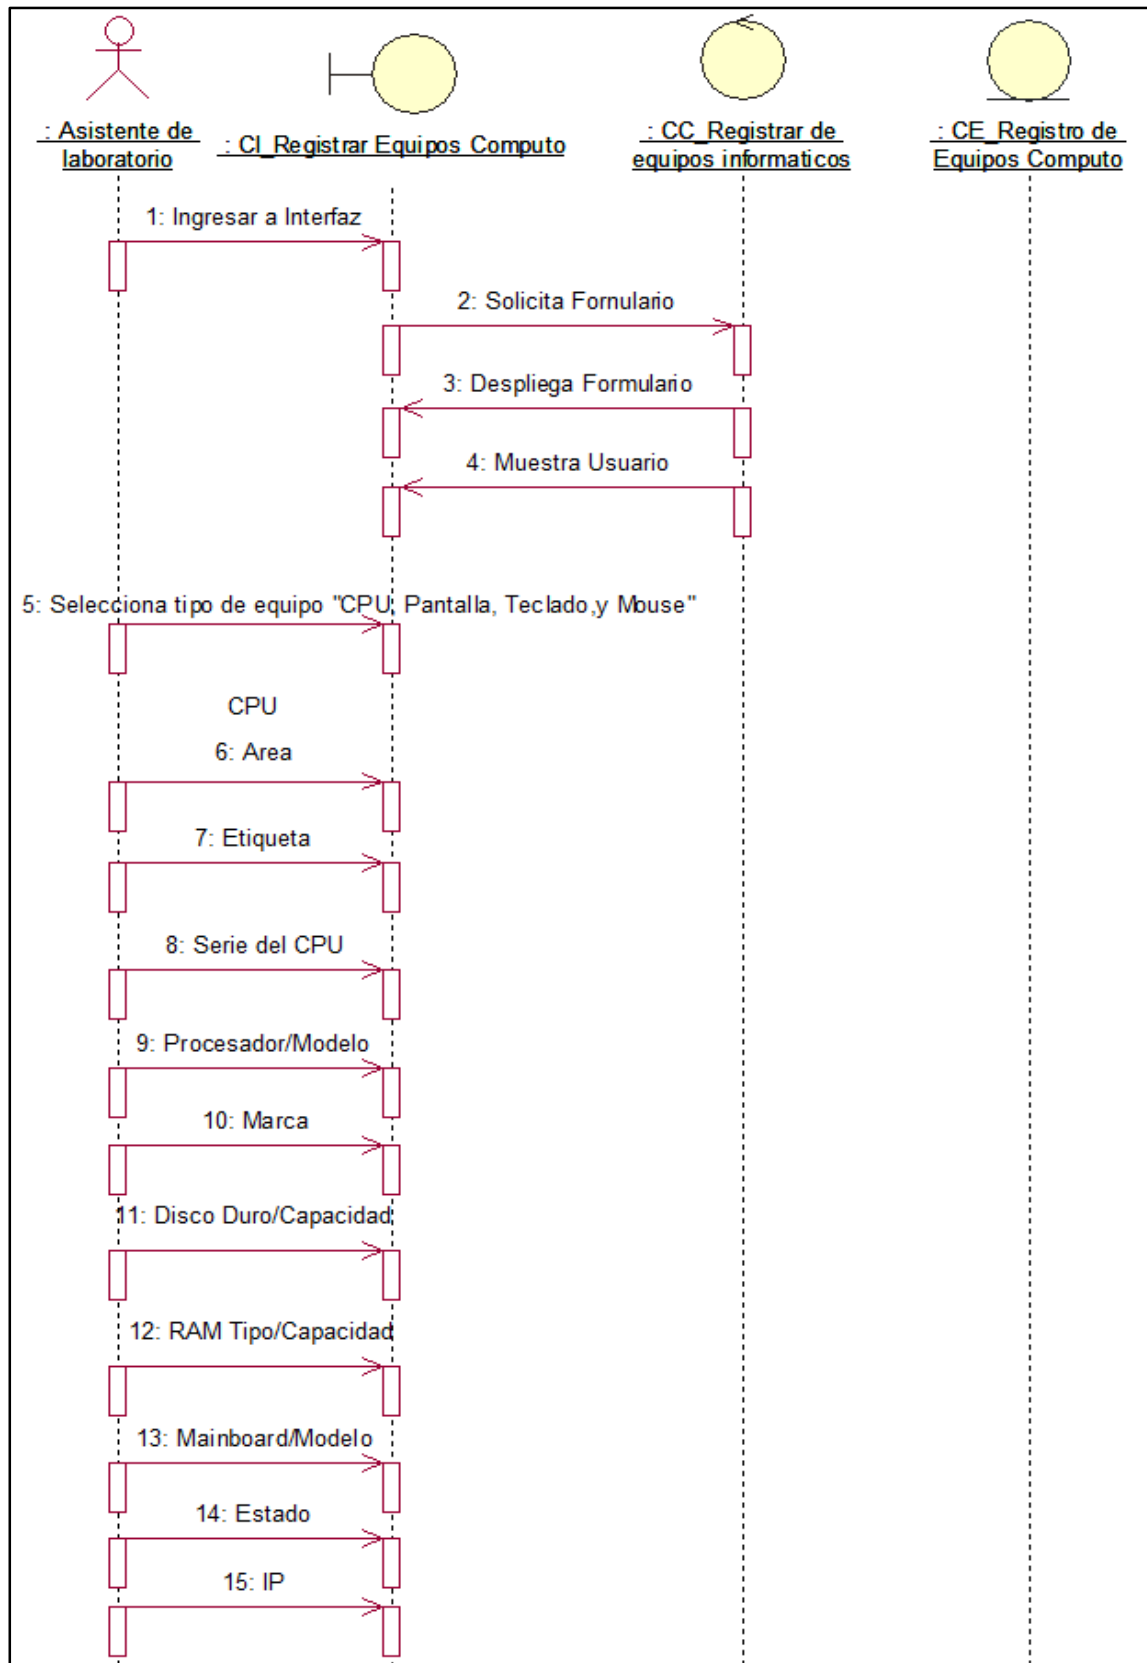 : Asistente de
laboratorio
: CI_Registrar Equipos Computo
: CC_Registrar de
equipos informaticos
: CE_Registro de
Equipos Computo
1: Ingresar a Interfaz
2: Solicita Fornulario
3: Despliega Formulario
4: Muestra Usuario
5: Selecciona tipo de equipo "CPU, Pantalla, Teclado,y Mouse"
CPU
6: Area
7: Etiqueta
8: Serie del CPU
9: Procesador/Modelo
10: Marca
11: Disco Duro/Capacidad
12: RAM Tipo/Capacidad
13: Mainboard/Modelo
14: Estado
15: IP